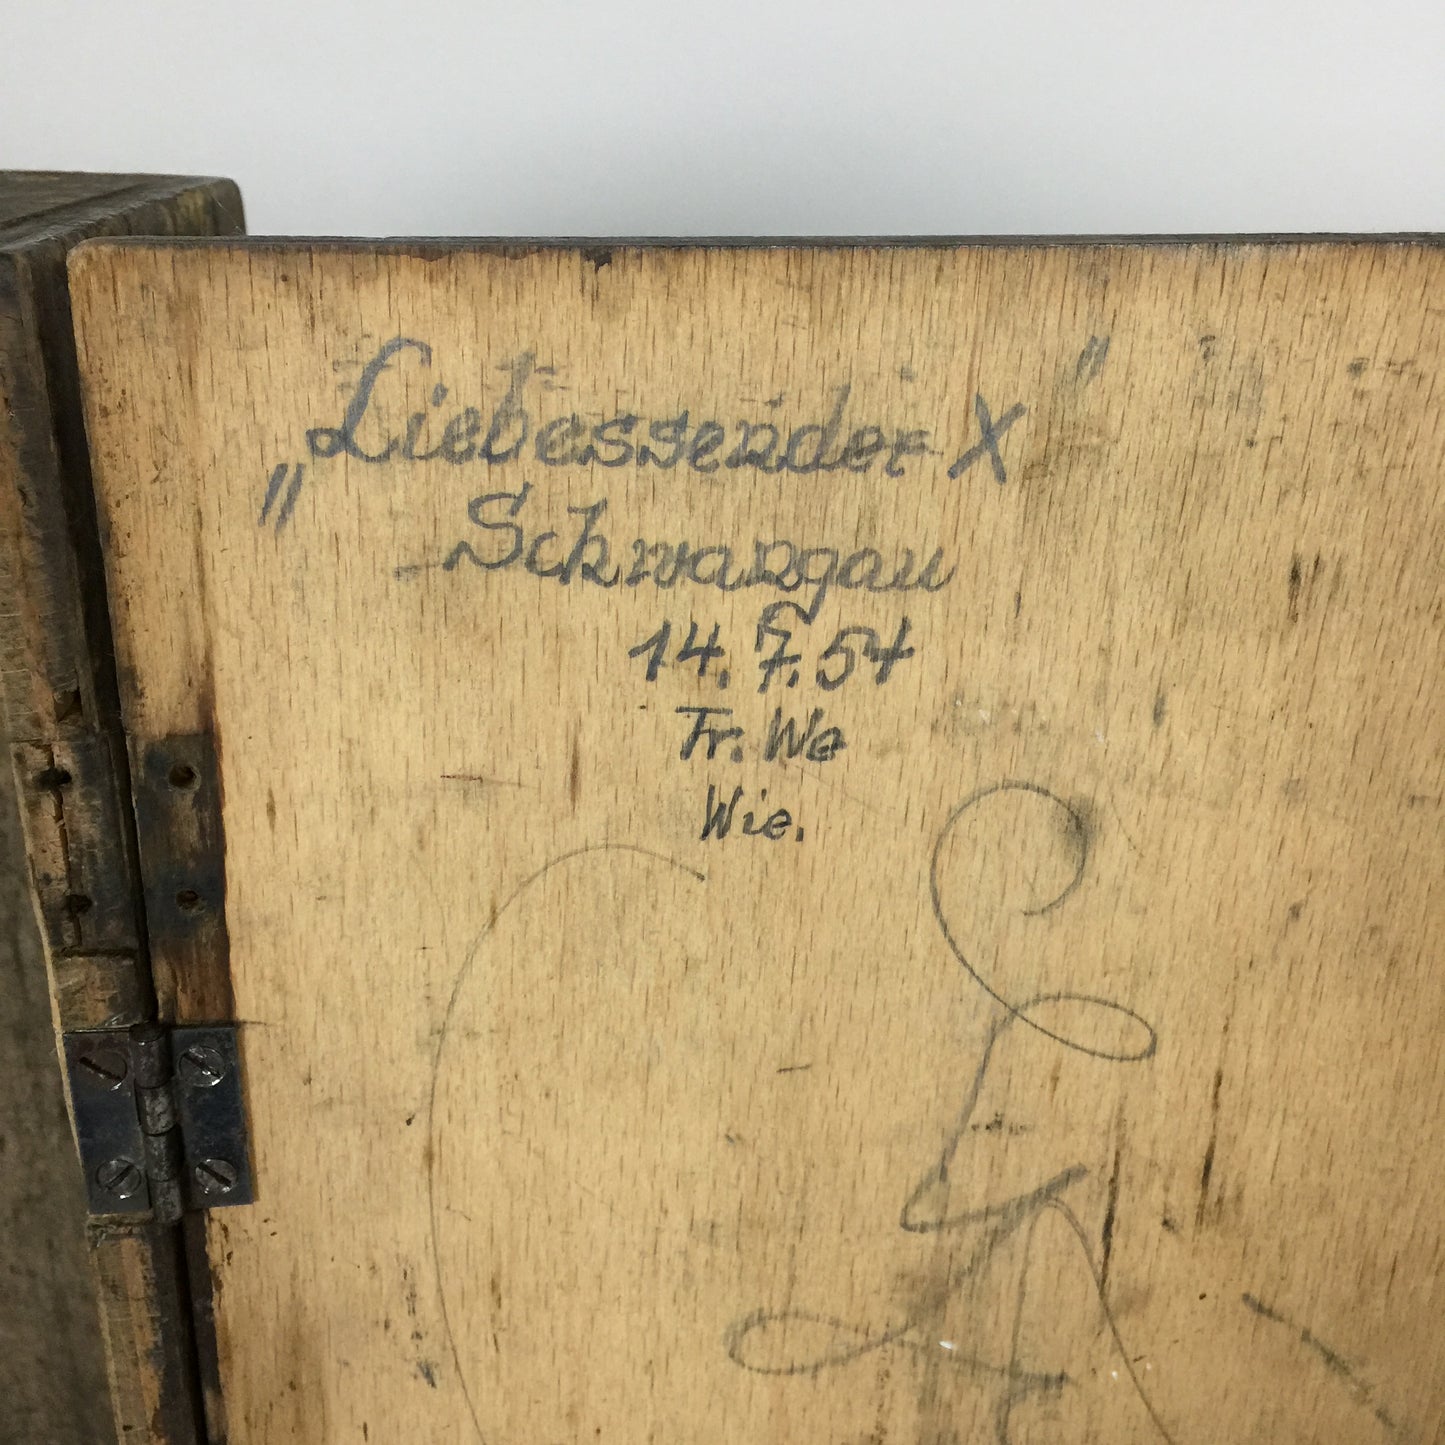 „Liebessender X"
Schwangau
14.7.54
Fr. We
Wie.